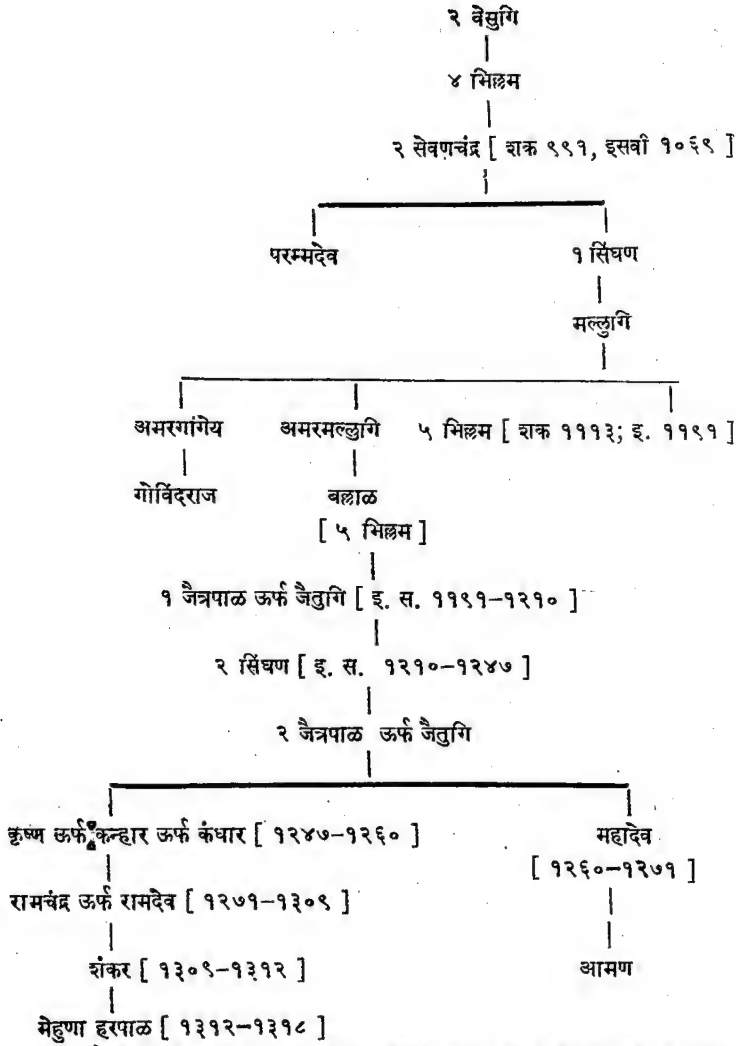 २ वेसुगि
४ भिल्लम
२ सेवणचंद्र [ शक ९९१, इसवी १०६९ ]
परम्मदेव १ सिंघण
मल्लुगि
अमरगांगेय अमरमल्लुगि ५ भिल्लम [ शक १११३; इ. ११९१ ]
गोविंदराज बल्लाळ
[ ५ भिल्लम ]
१ जैत्रपाळ ऊर्फ जैतुगि [ इ. स. ११९१–१२१० ]
२ सिंघण [ इ. स. १२१०–१२४७ ]
२ जैत्रपाळ ऊर्फ जैतुगि
कृष्ण ऊर्फ कन्हार ऊर्फ कंधार [ १२४७–१२६० ] महादेव
[ १२६०–१२७१ ]
रामचंद्र ऊर्फ रामदेव [ १२७१–१३०९ ]
शंकर [ १३०९–१३१२ ] आमण
मेहुणा हरपाळ [ १३१२–१३१८ ]